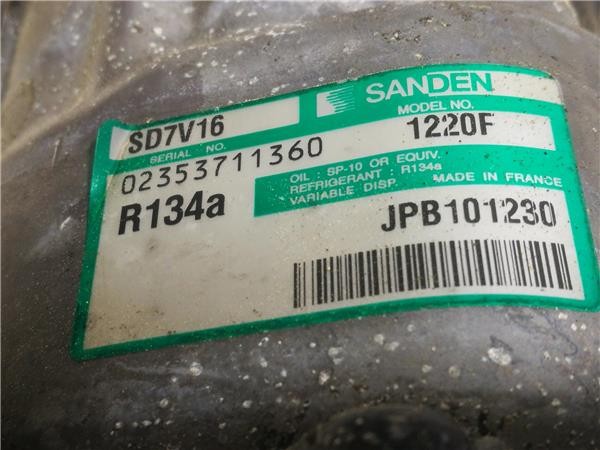 SANDEN
SD7V16
MODEL NO.
1220F
SERIAL NO.
02353711360
OIL : SP-10 OR EQUIV.
REFRIGERANT : R134a
VARIABLE DISP. MADE IN FRANCE
R134a
JPB101230